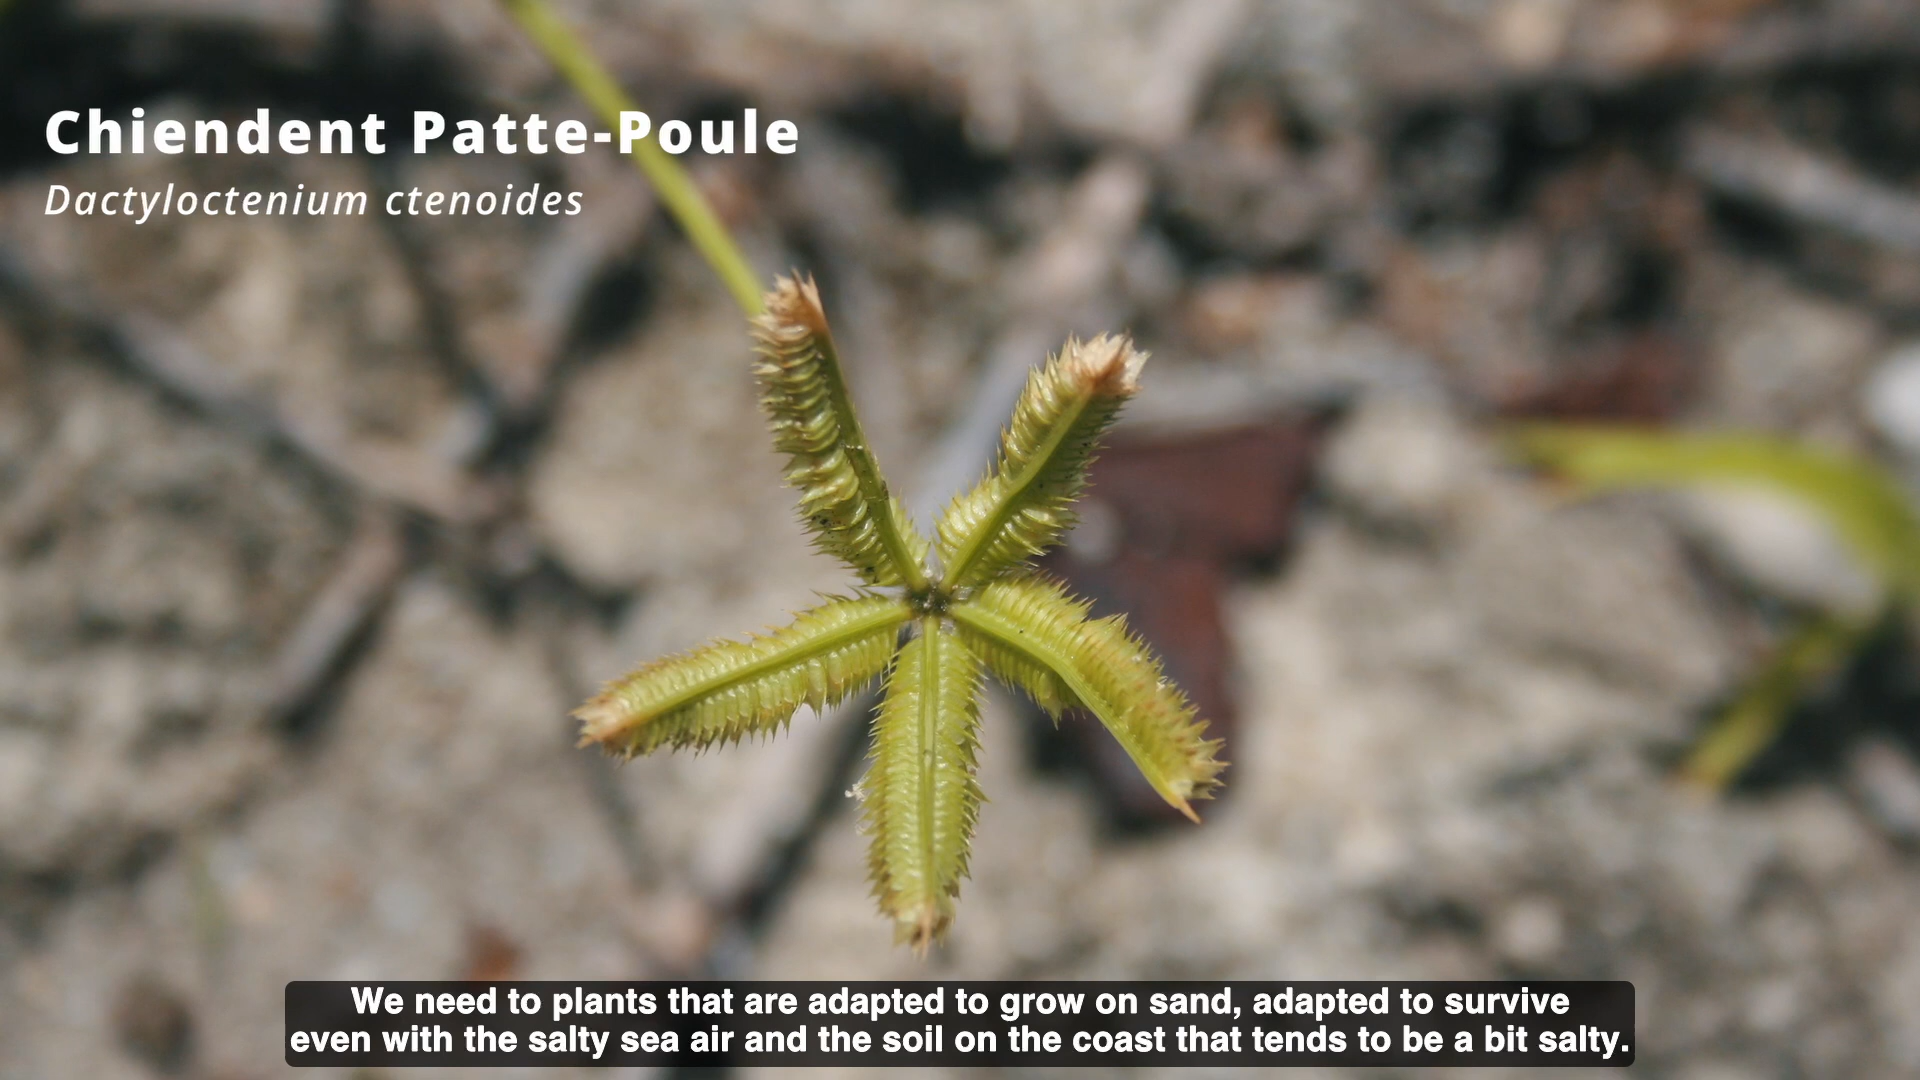 Chiendent Patte-Poule
Dactyloctenium ctenoides
We need to plants that are adapted to grow on sand, adapted to survive
even with the salty sea air and the soil on the coast that tends to be a bit salty.